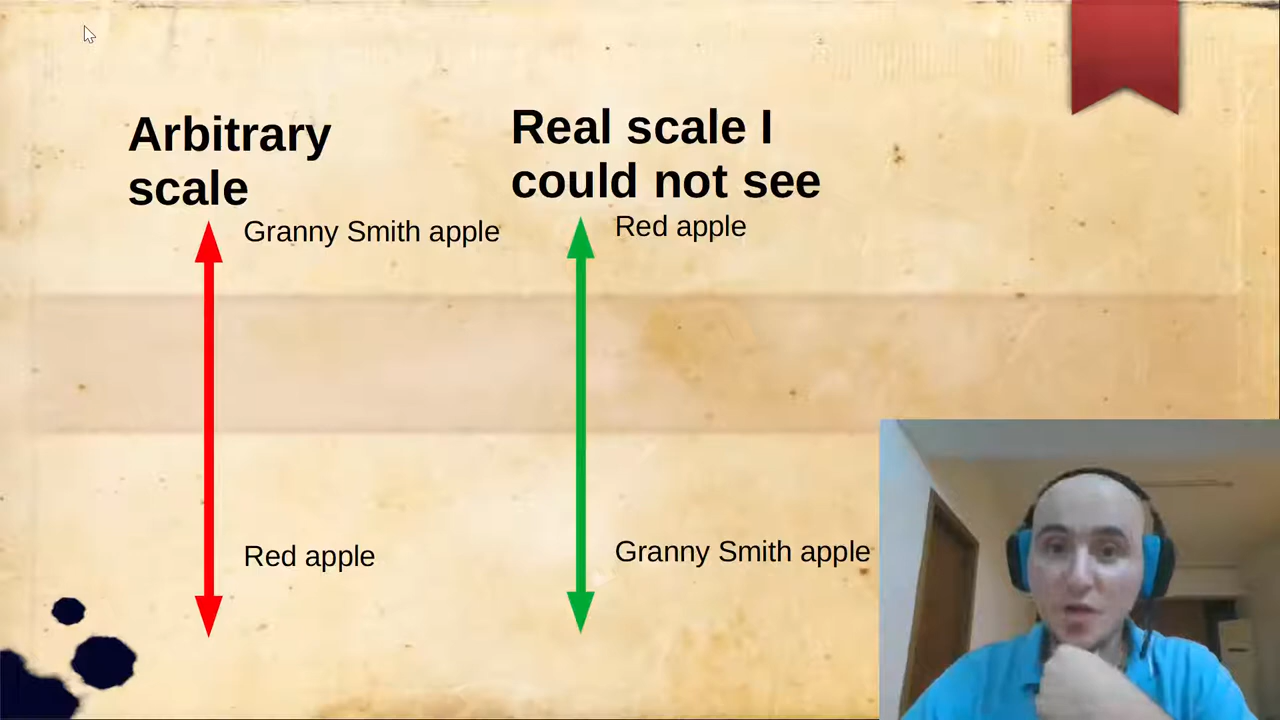 Arbitrary
scale
Granny Smith apple
Red apple
Real scale I
could not see
Red apple
Granny Smith apple